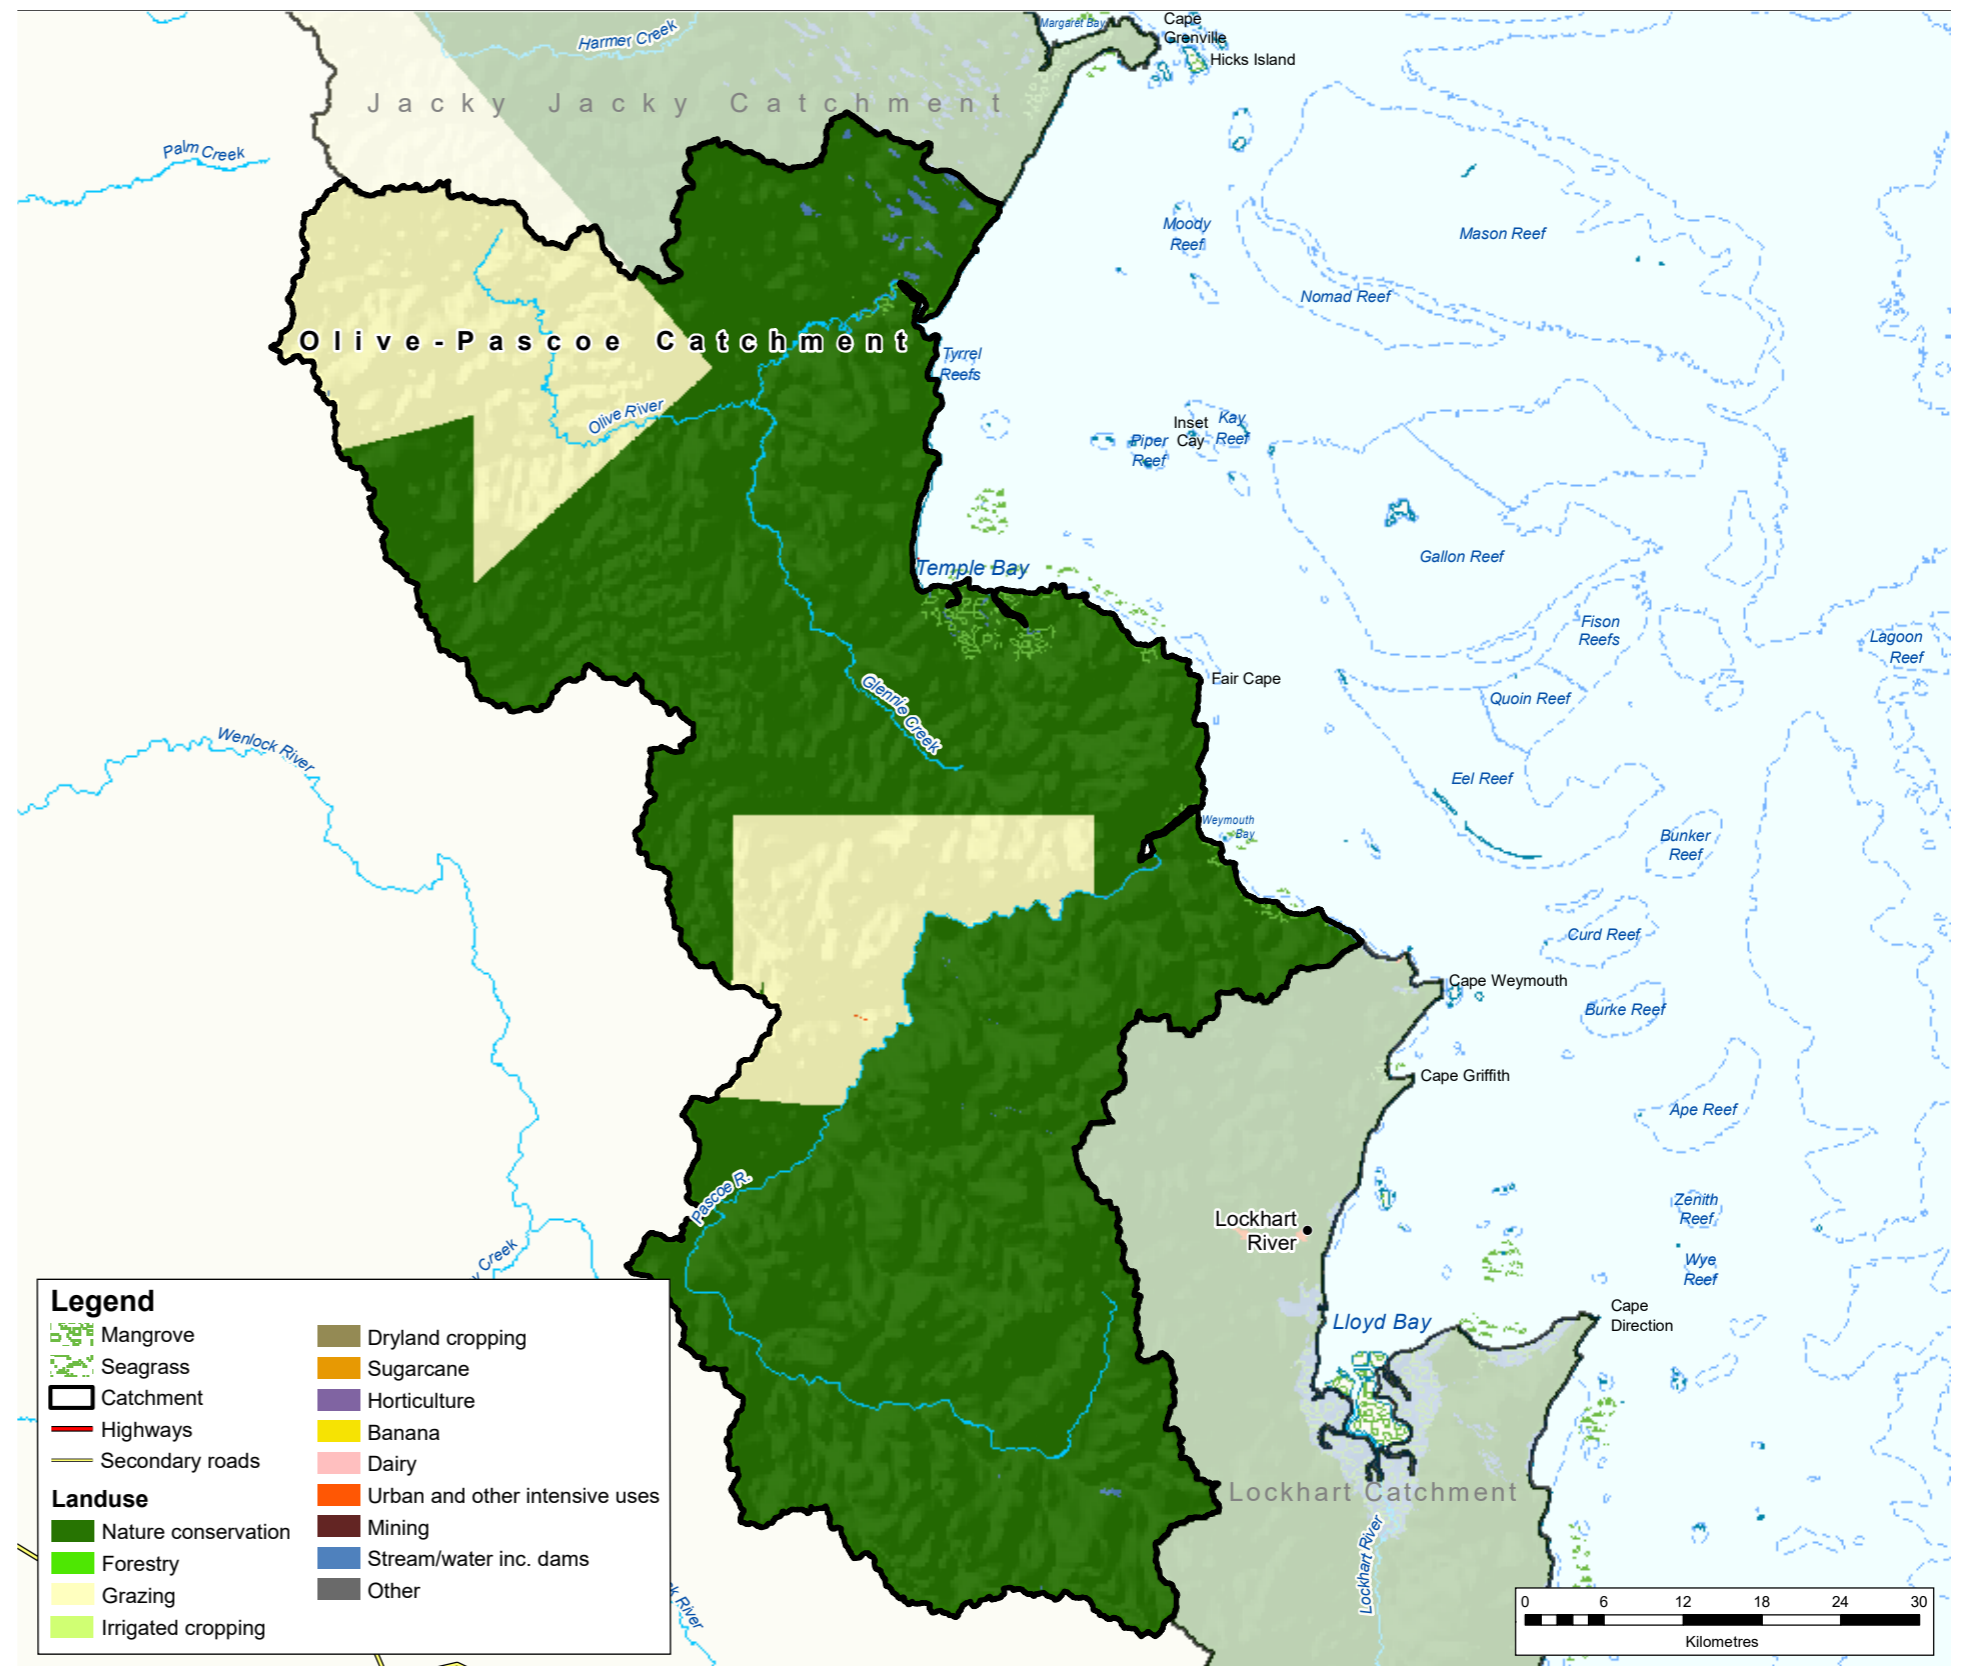 Margaret Bay
Cape
Grenville
Hicks Island
Harmer Creek
Jacky Jacky Catchment
Palm Creek
Moody
Reef
Mason Reef
Nomad Reef
Olive-Pascoe Catchment
Tyrrel
Reefs
Olive River
Inset
Cay
Kay
Reef
Piper
Reef
Gallon Reef
Temple Bay
Fison
Reefs
Lagoon
Reef
Fair Cape
Glennie Creek
Quoin Reef
Wenlock River
Eel Reef
Weymouth
Bay
Bunker
Reef
Curd Reef
Cape Weymouth
Burke Reef
Cape Griffith
Ape Reef
Pascoe R.
Zenith
Reef
Lockhart
River
Wye
Reef
Creek
Lloyd Bay
Cape
Direction
Lockhart Catchment
Lockhart River
River
Legend
Mangrove
Seagrass
Catchment
Highways
Secondary roads
Landuse
Nature conservation
Forestry
Grazing
Irrigated cropping
Dryland cropping
Sugarcane
Horticulture
Banana
Dairy
Urban and other intensive uses
Mining
Stream/water inc. dams
Other
0 6 12 18 24 30
Kilometres